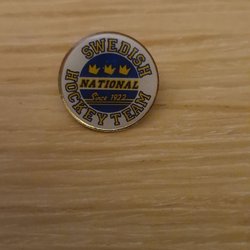 SWEDISH
NATIONAL
Since 1922
HOCKEY TEAM